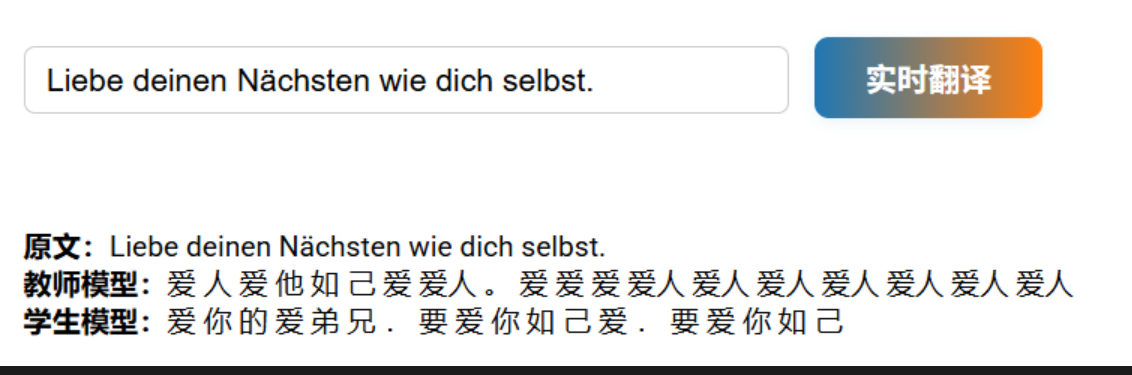 Liebe deinen Nächsten wie dich selbst.
实时翻译
原文：Liebe deinen Nächsten wie dich selbst.
教师模型：爱 人 爱 他 如 己 爱 爱人 。 爱 爱 爱 爱人 爱人 爱人 爱人 爱人 爱人 爱人
学生模型：爱 你 的 爱 弟 兄 . 要 爱 你 如 己 爱 . 要 爱 你 如 己